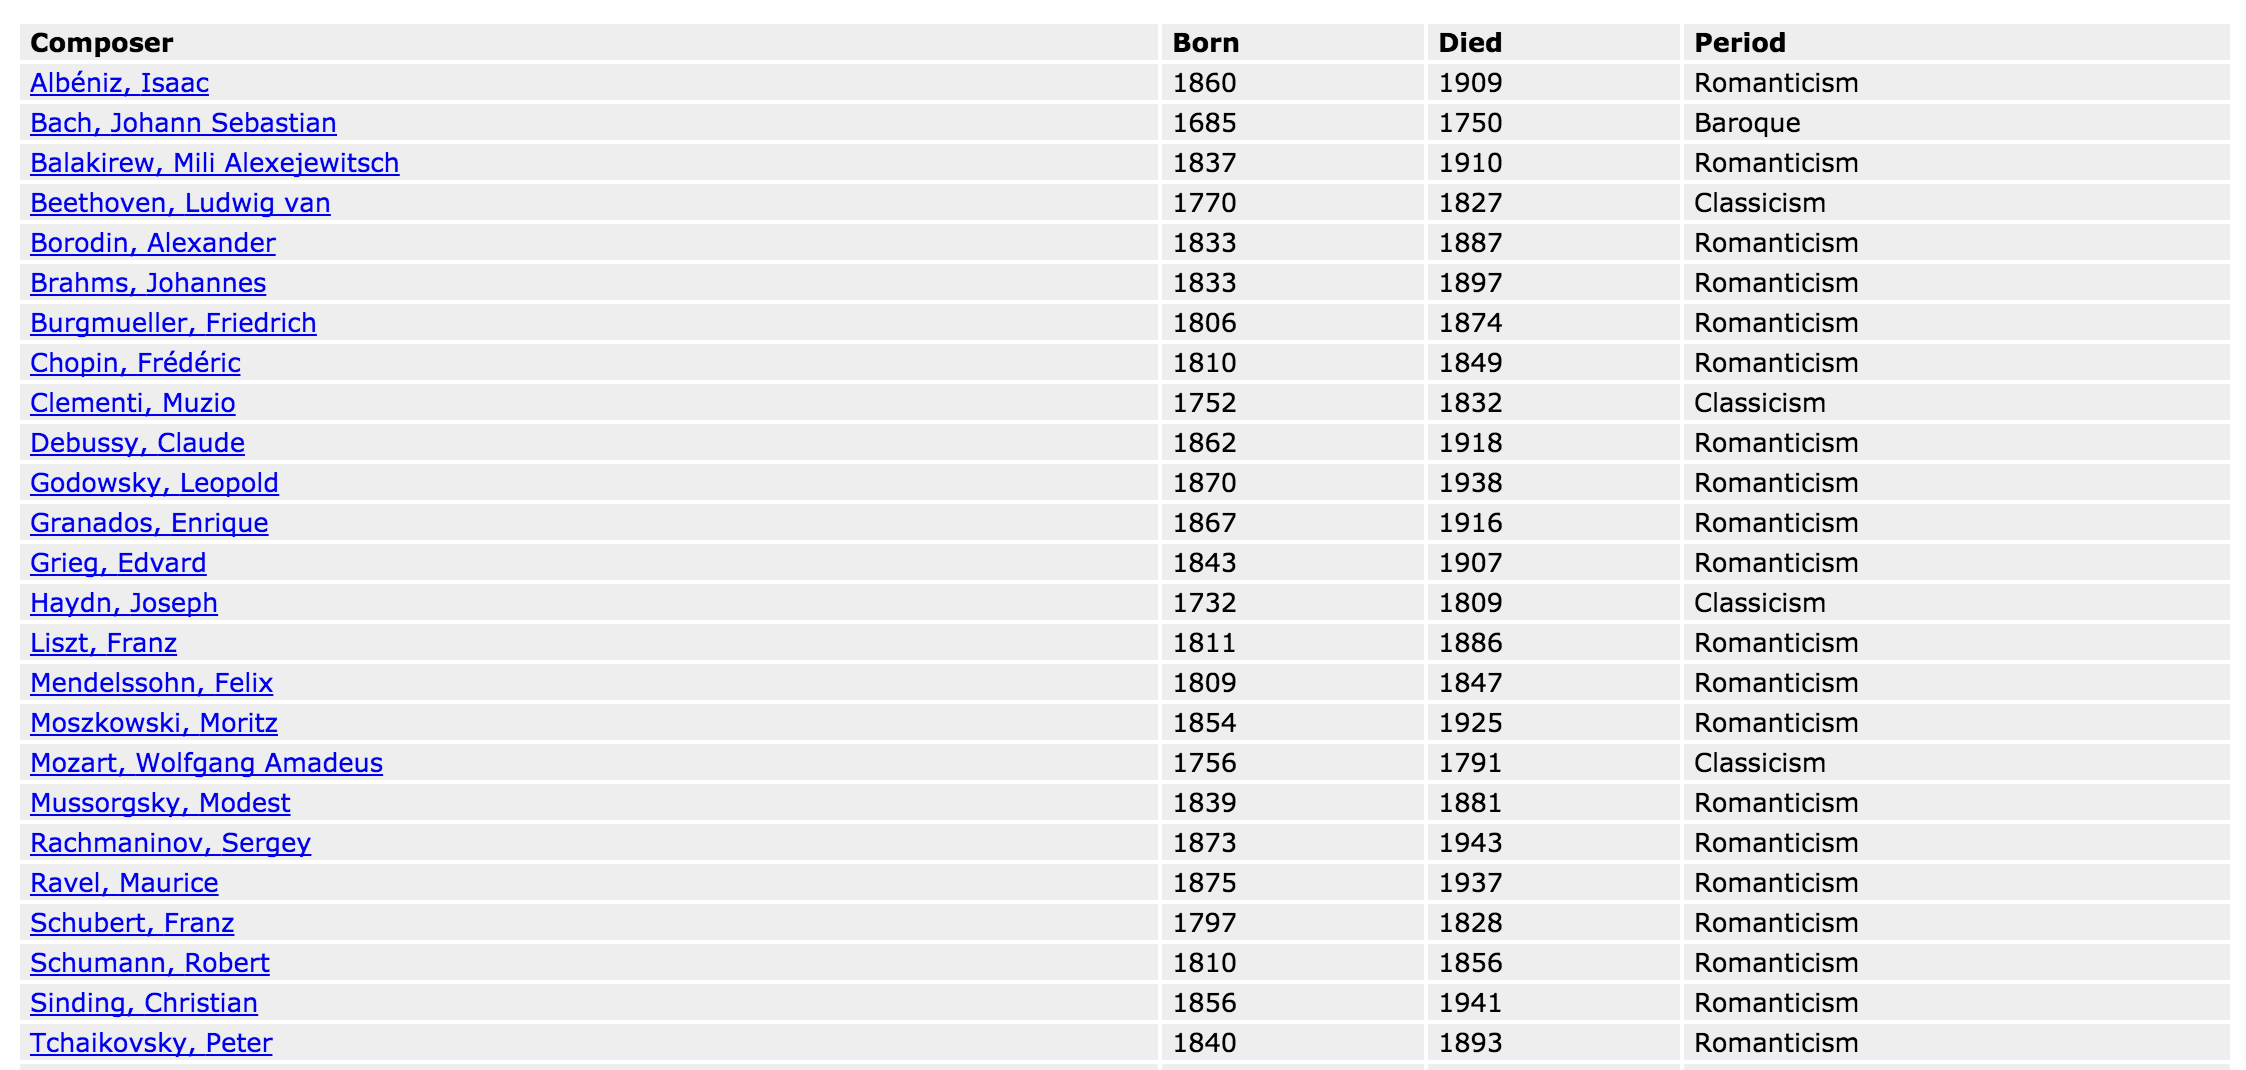 Composer Born Died Period
Albéniz, Isaac 1860 1909 Romanticism
Bach, Johann Sebastian 1685 1750 Baroque
Balakirew, Mili Alexejewitsch 1837 1910 Romanticism
Beethoven, Ludwig van 1770 1827 Classicism
Borodin, Alexander 1833 1887 Romanticism
Brahms, Johannes 1833 1897 Romanticism
Burgmueller, Friedrich 1806 1874 Romanticism
Chopin, Frédéric 1810 1849 Romanticism
Clementi, Muzio 1752 1832 Classicism
Debussy, Claude 1862 1918 Romanticism
Godowsky, Leopold 1870 1938 Romanticism
Granados, Enrique 1867 1916 Romanticism
Grieg, Edvard 1843 1907 Romanticism
Haydn, Joseph 1732 1809 Classicism
Liszt, Franz 1811 1886 Romanticism
Mendelssohn, Felix 1809 1847 Romanticism
Moszkowski, Moritz 1854 1925 Romanticism
Mozart, Wolfgang Amadeus 1756 1791 Classicism
Mussorgsky, Modest 1839 1881 Romanticism
Rachmaninov, Sergey 1873 1943 Romanticism
Ravel, Maurice 1875 1937 Romanticism
Schubert, Franz 1797 1828 Romanticism
Schumann, Robert 1810 1856 Romanticism
Sinding, Christian 1856 1941 Romanticism
Tchaikovsky, Peter 1840 1893 Romanticism